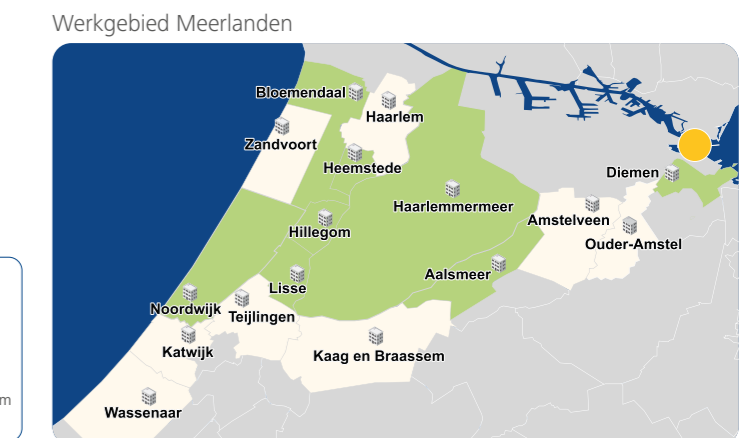 Werkgebied Meerlanden
Bloemendaal
Haarlem
Zandvoort
Heemstede
Diemen
Haarlemmermeer
Amstelveen
Hillegom
Ouder-Amstel
Aalsmeer
Lisse
Noordwijk
Teijlingen
Katwijk
Kaag en Braassem
m
Wassenaar